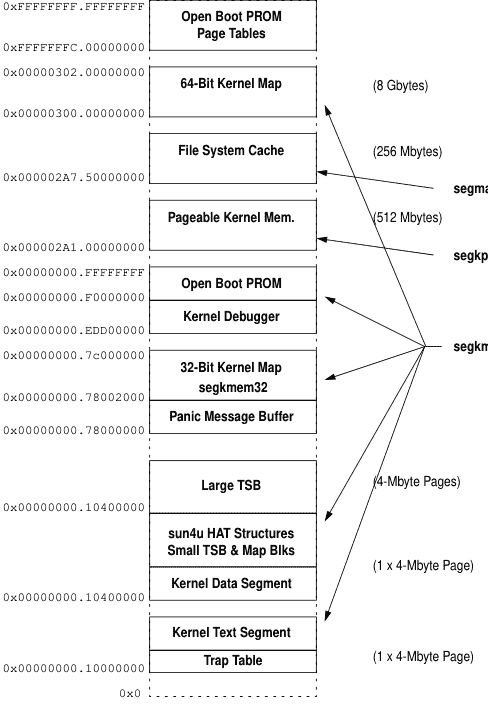 0xFFFFFFFF.FFFFFFFF
Open Boot PROM
Page Tables
0xFFFFFFFC.00000000
0x00000302.00000000
64-Bit Kernel Map
(8 Gbytes)
0x00000300.00000000
File System Cache
(256 Mbytes)
0x000002A7.50000000
segma
Pageable Kernel Mem.
(512 Mbytes)
0x000002A1.00000000
segkp
0x00000000.FFFFFFFF
Open Boot PROM
0x00000000.F0000000
Kernel Debugger
0x00000000.EDD00000
segkm
0x00000000.7c000000
32-Bit Kernel Map
segkmem32
0x00000000.78002000
Panic Message Buffer
0x00000000.78000000
Large TSB
(4-Mbyte Pages)
0x00000000.10400000
sun4u HAT Structures
Small TSB & Map Blks
(1 x 4-Mbyte Page)
Kernel Data Segment
0x00000000.10400000
Kernel Text Segment
Trap Table
(1 x 4-Mbyte Page)
0x00000000.10000000
0x0